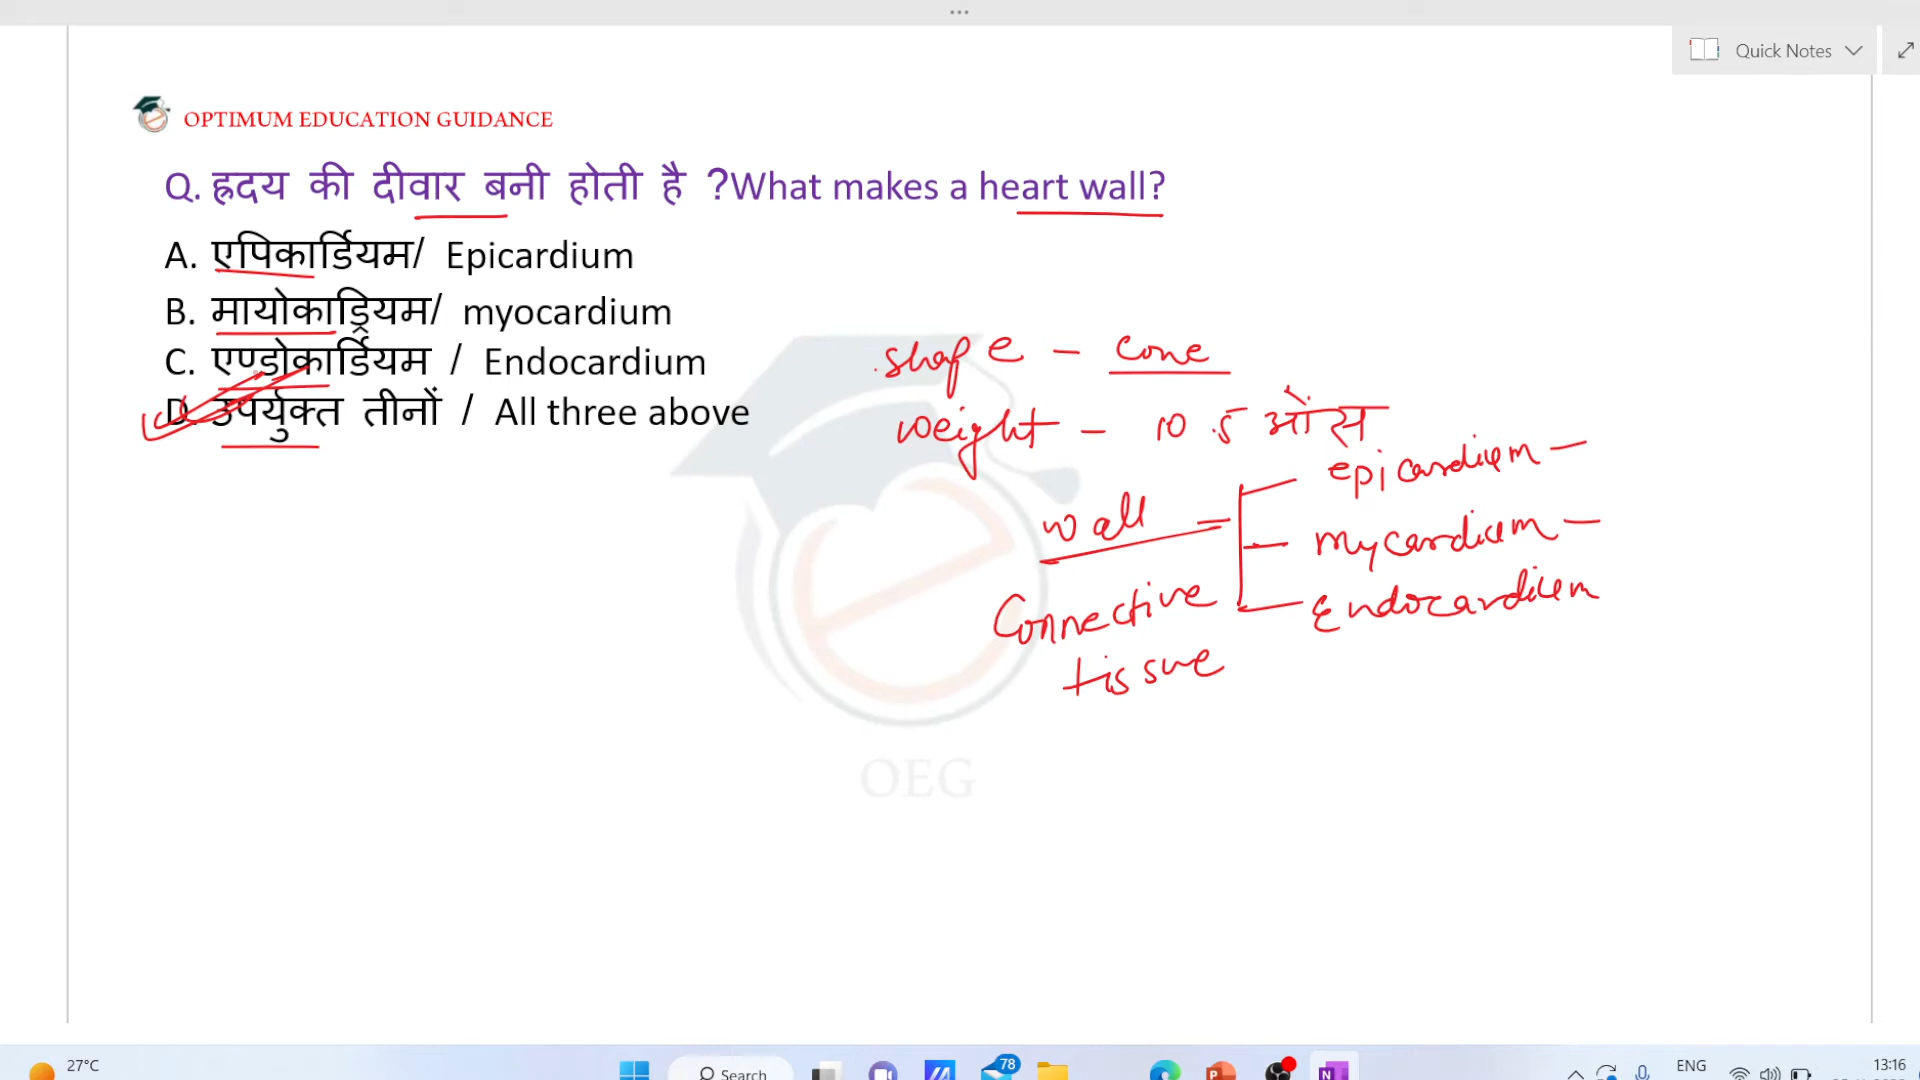 ...
Quick Notes
OPTIMUM EDUCATION GUIDANCE
Q. ह्रदय की दीवार बनी होती है ?What makes a heart wall?
A. एपिकार्डियम/ Epicardium
B. मायोकाड्रियम/ myocardium
C. एण्डोकार्डियम / Endocardium
D. उपर्युक्त तीनों / All three above
shape - cone
weight - 10.5 औंस
wall =
epicardium -
mycardium -
Endocardium
Connective
tissue
OEG
27°C
Search
78
ENG
13:16